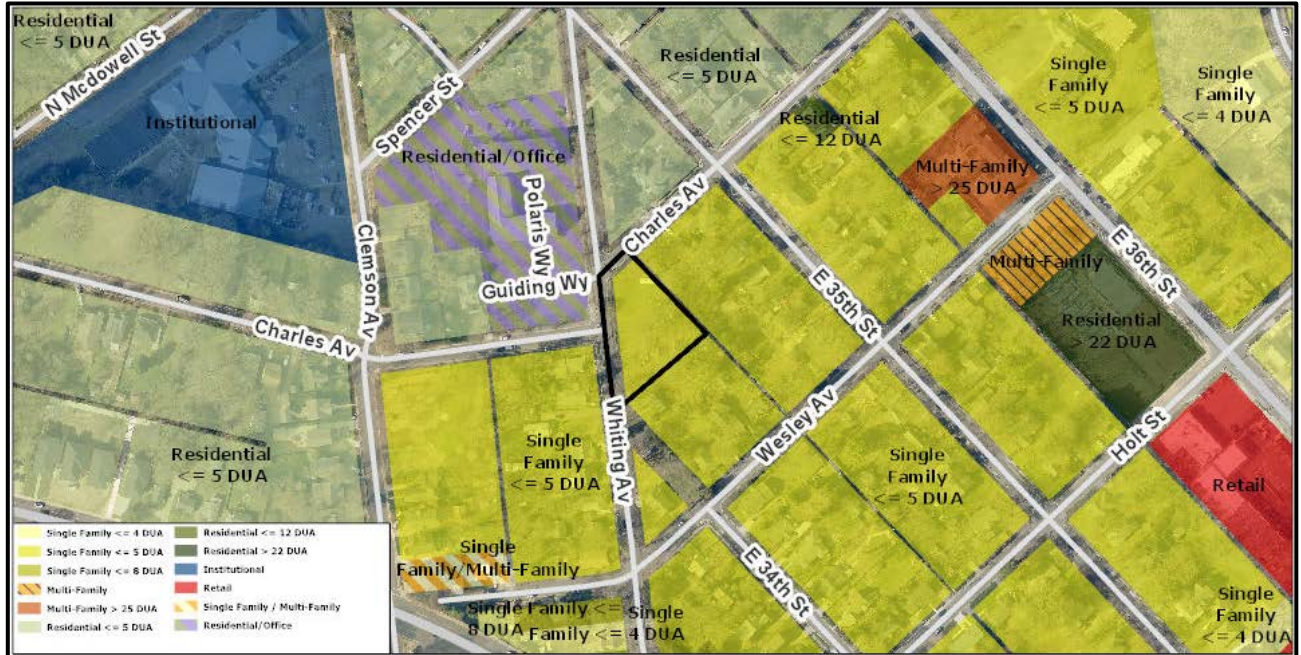 Residential
<= 5 DUA
N Mcdowell St
Institutional
Spencer St
Residential/Office
Polaris Wy
Guiding Wy
Clemson Av
Charles Av
Residential
<= 5 DUA
Charles Av
Residential
<= 12 DUA
Single
Family
<= 5 DUA
Single
Family
<= 4 DUA
Multi-Family
> 25 DUA
Multi-Family
E 36th St
E 35th St
Residential
> 22 DUA
Holt St
Retail
Wesley Av
Whiting Av
Single
Family
<= 5 DUA
Single
Family
<= 5 DUA
Residential
<= 5 DUA
Single
Family/Multi-Family
E 34th St
Single Family <=
8 DUA
Single
Family <= 4 DUA
Single
Family
<= 4 DUA
Single Family <= 4 DUA
Single Family <= 5 DUA
Single Family <= 8 DUA
Multi-Family
Multi-Family > 25 DUA
Residential <= 5 DUA
Residential <= 12 DUA
Residential > 22 DUA
Institutional
Retail
Single Family / Multi-Family
Residential/Office